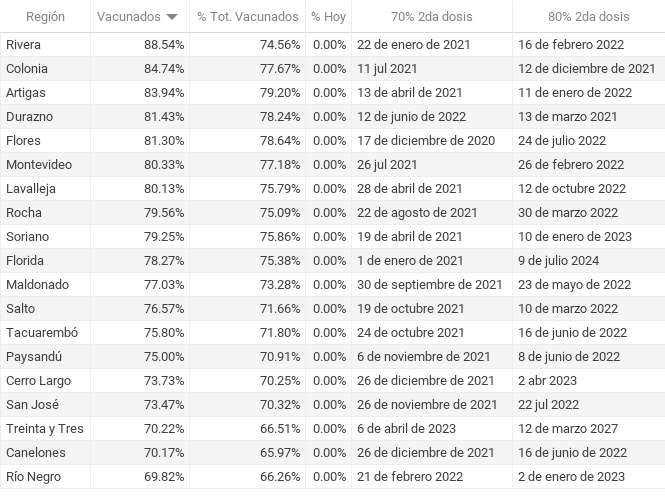 Región Vacunados % Tot. Vacunados % Hoy 70% 2da dosis 80% 2da dosis
Rivera 88.54% 74.56% 0.00% 22 de enero de 2021 16 de febrero 2022
Colonia 84.74% 77.67% 0.00% 11 jul 2021 12 de diciembre de 2021
Artigas 83.94% 79.20% 0.00% 13 de abril de 2021 11 de enero de 2022
Durazno 81.43% 78.24% 0.00% 12 de junio de 2022 13 de marzo 2021
Flores 81.30% 78.64% 0.00% 17 de diciembre de 2020 24 de julio 2022
Montevideo 80.33% 77.18% 0.00% 26 jul 2021 26 de febrero 2022
Lavalleja 80.13% 75.79% 0.00% 28 de abril de 2021 12 de octubre 2022
Rocha 79.56% 75.09% 0.00% 22 de agosto de 2021 30 de marzo 2022
Soriano 79.25% 75.86% 0.00% 19 de abril de 2021 10 de enero de 2023
Florida 78.27% 75.38% 0.00% 1 de enero de 2021 9 de julio 2024
Maldonado 77.03% 73.28% 0.00% 30 de septiembre de 2021 23 de mayo de 2022
Salto 76.57% 71.66% 0.00% 19 de octubre 2021 10 de marzo 2022
Tacuarembó 75.80% 71.80% 0.00% 24 de octubre 2021 16 de junio de 2022
Paysandú 75.00% 70.91% 0.00% 6 de noviembre de 2021 8 de junio de 2022
Cerro Largo 73.73% 70.25% 0.00% 26 de diciembre de 2021 2 abr 2023
San José 73.47% 70.32% 0.00% 26 de noviembre de 2021 22 jul 2022
Treinta y Tres 70.22% 66.51% 0.00% 6 de abril de 2023 12 de marzo 2027
Canelones 70.17% 65.97% 0.00% 26 de diciembre de 2021 16 de junio de 2022
Río Negro 69.82% 66.26% 0.00% 21 de febrero 2022 2 de enero de 2023